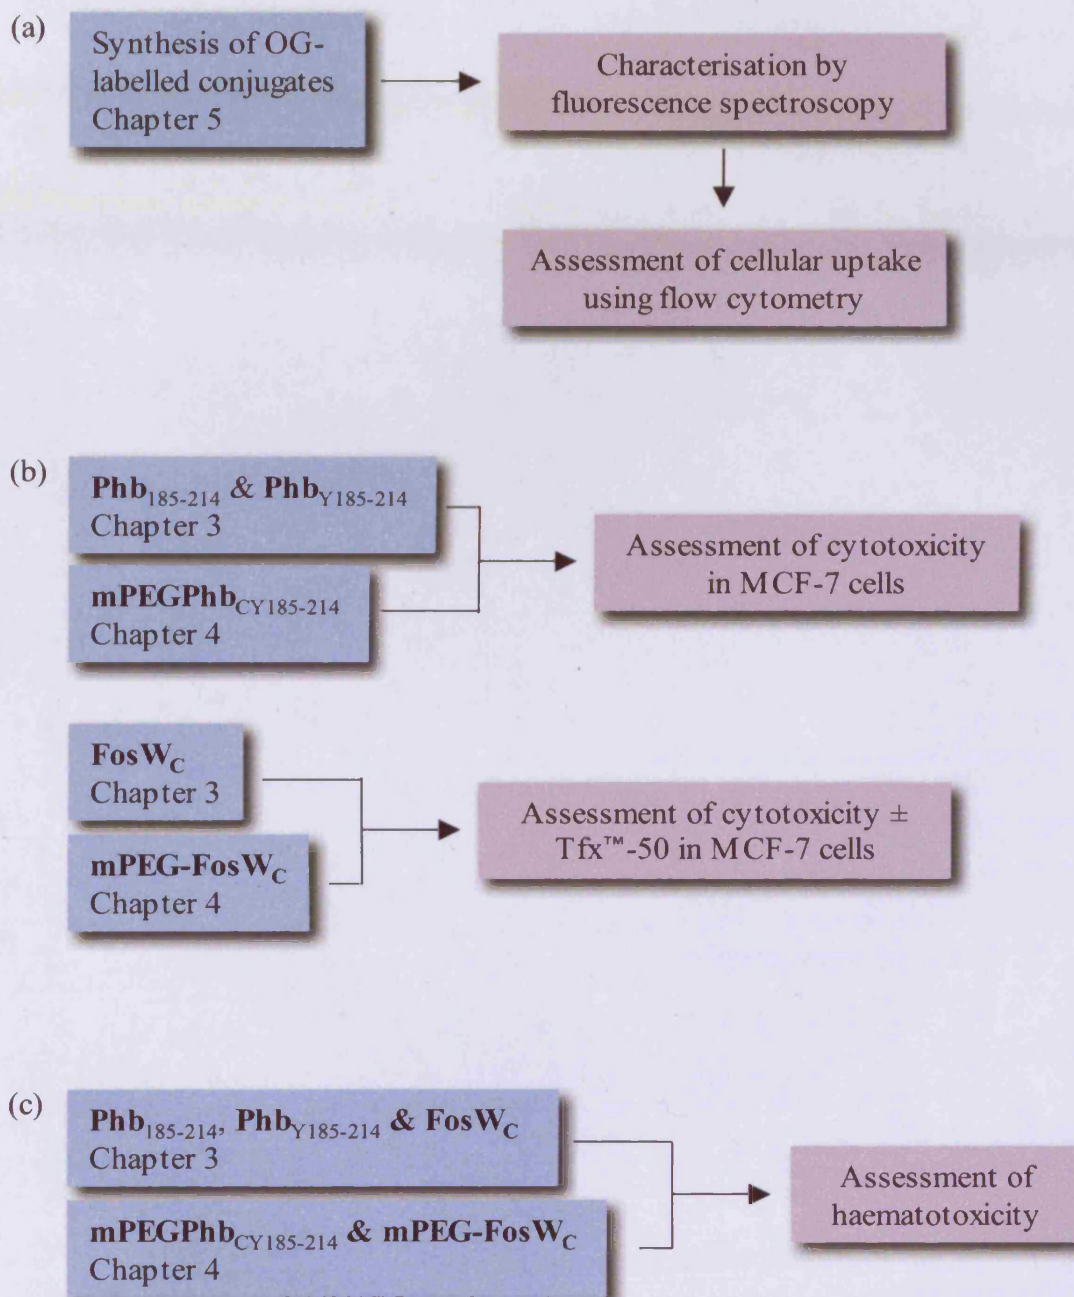 (a)
Synthesis of OG-
labelled conjugates
Chapter 5
Characterisation by
fluorescence spectroscopy
Assessment of cellular uptake
using flow cytometry
(b)
Phb185-214 & PhbY185-214
Chapter 3
mPEGPhbCY185-214
Chapter 4
Assessment of cytotoxicity
in MCF-7 cells
FosWC
Chapter 3
mPEG-FosWC
Chapter 4
Assessment of cytotoxicity ±
Tfx™-50 in MCF-7 cells
(c)
Phb185-214, PhbY185-214 & FosWC
Chapter 3
mPEGPhbCY185-214 & mPEG-FosWC
Chapter 4
Assessment of
haematotoxicity